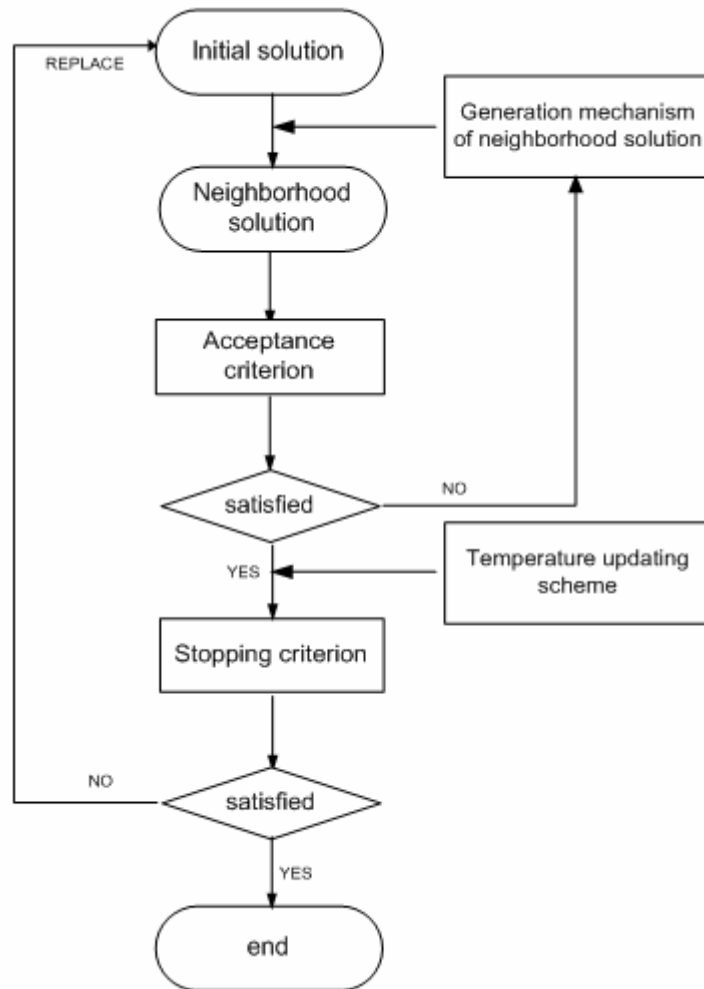 Initial solution
REPLACE
Generation mechanism
of neighborhood solution
Neighborhood
solution
Acceptance
criterion
satisfied
NO
YES
Temperature updating
scheme
Stopping criterion
NO
satisfied
YES
end